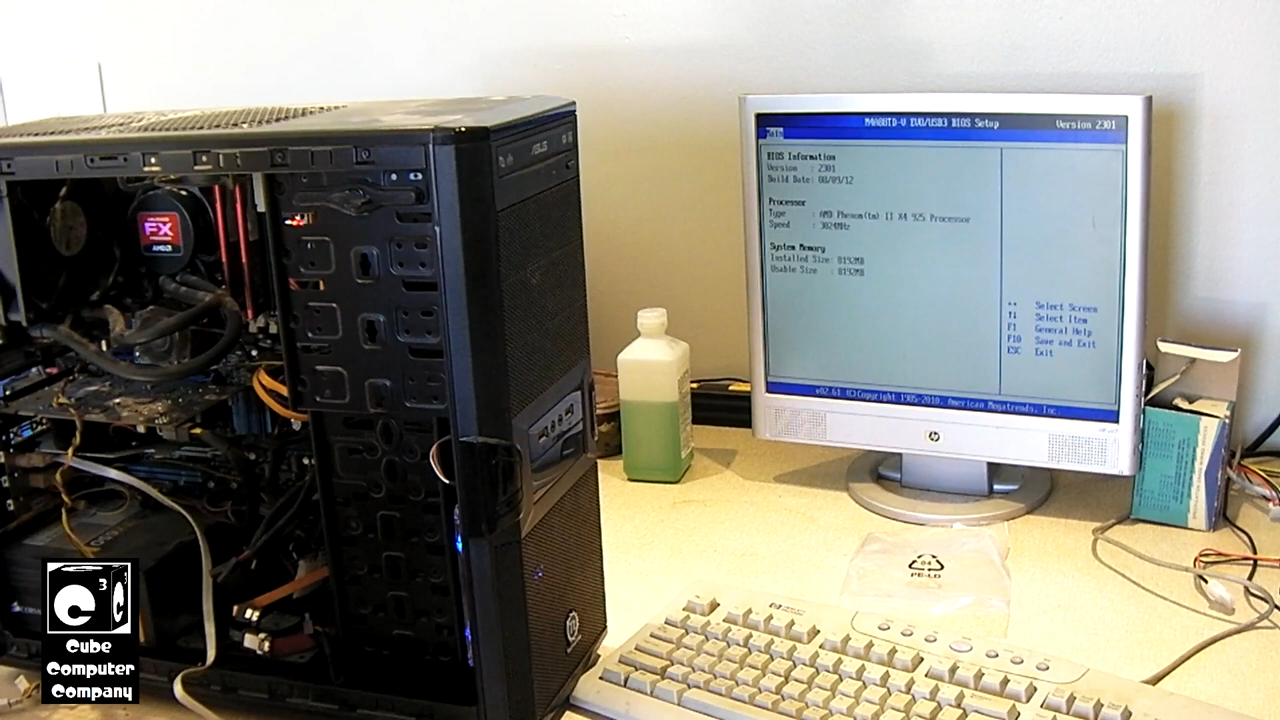 M4A88TD-V EVO/USB3 BIOS Setup Version 2301
Main
BIOS Information
Version : 2301
Build Date: 08/09/12
Processor
Type : AMD Phenom(tm) II X4 925 Processor
Speed : 3024MHz
System Memory
Installed Size: 8192MB
Usable Size : 8192MB
Select Screen
↑↓ Select Item
F1 General Help
F10 Save and Exit
ESC Exit
v02.61 (C)Copyright 1985-2010, American Megatrends, Inc.
hp
ASUS
FX
AMD
04
PE-LD
C3C
Cube
Computer
Company